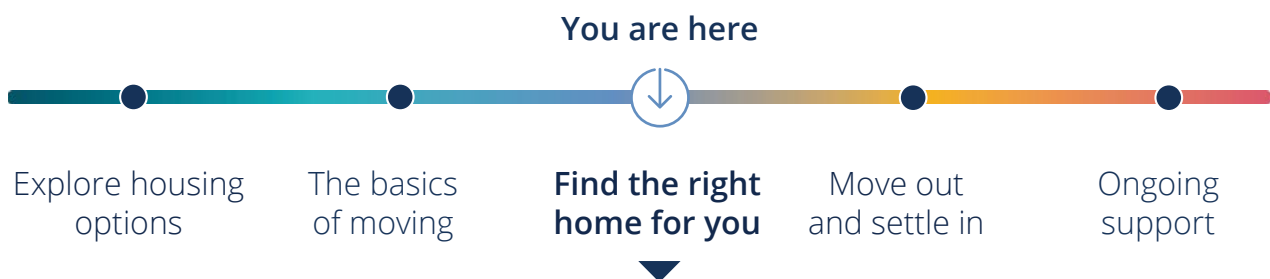 You are here
Explore housing
options
The basics
of moving
Find the right
home for you
Move out
and settle in
Ongoing
support